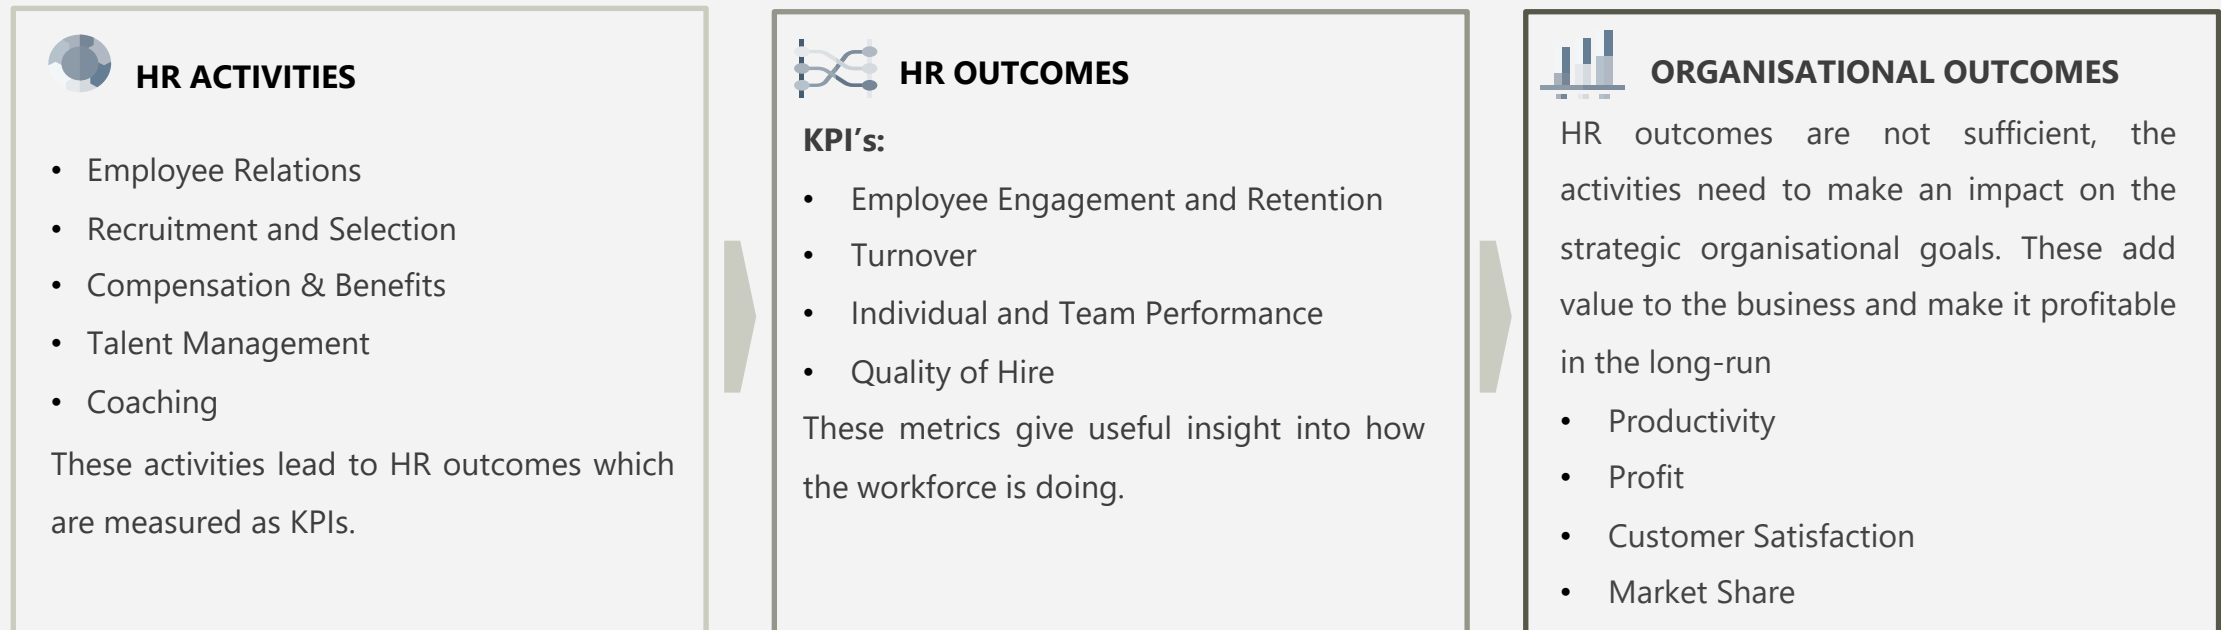 HR ACTIVITIES
• Employee Relations
• Recruitment and Selection
• Compensation & Benefits
• Talent Management
• Coaching
These activities lead to HR outcomes which
are measured as KPIs.
HR OUTCOMES
KPI’s:
• Employee Engagement and Retention
• Turnover
• Individual and Team Performance
• Quality of Hire
These metrics give useful insight into how
the workforce is doing.
ORGANISATIONAL OUTCOMES
HR outcomes are not sufficient, the
activities need to make an impact on the
strategic organisational goals. These add
value to the business and make it profitable
in the long-run
• Productivity
• Profit
• Customer Satisfaction
• Market Share